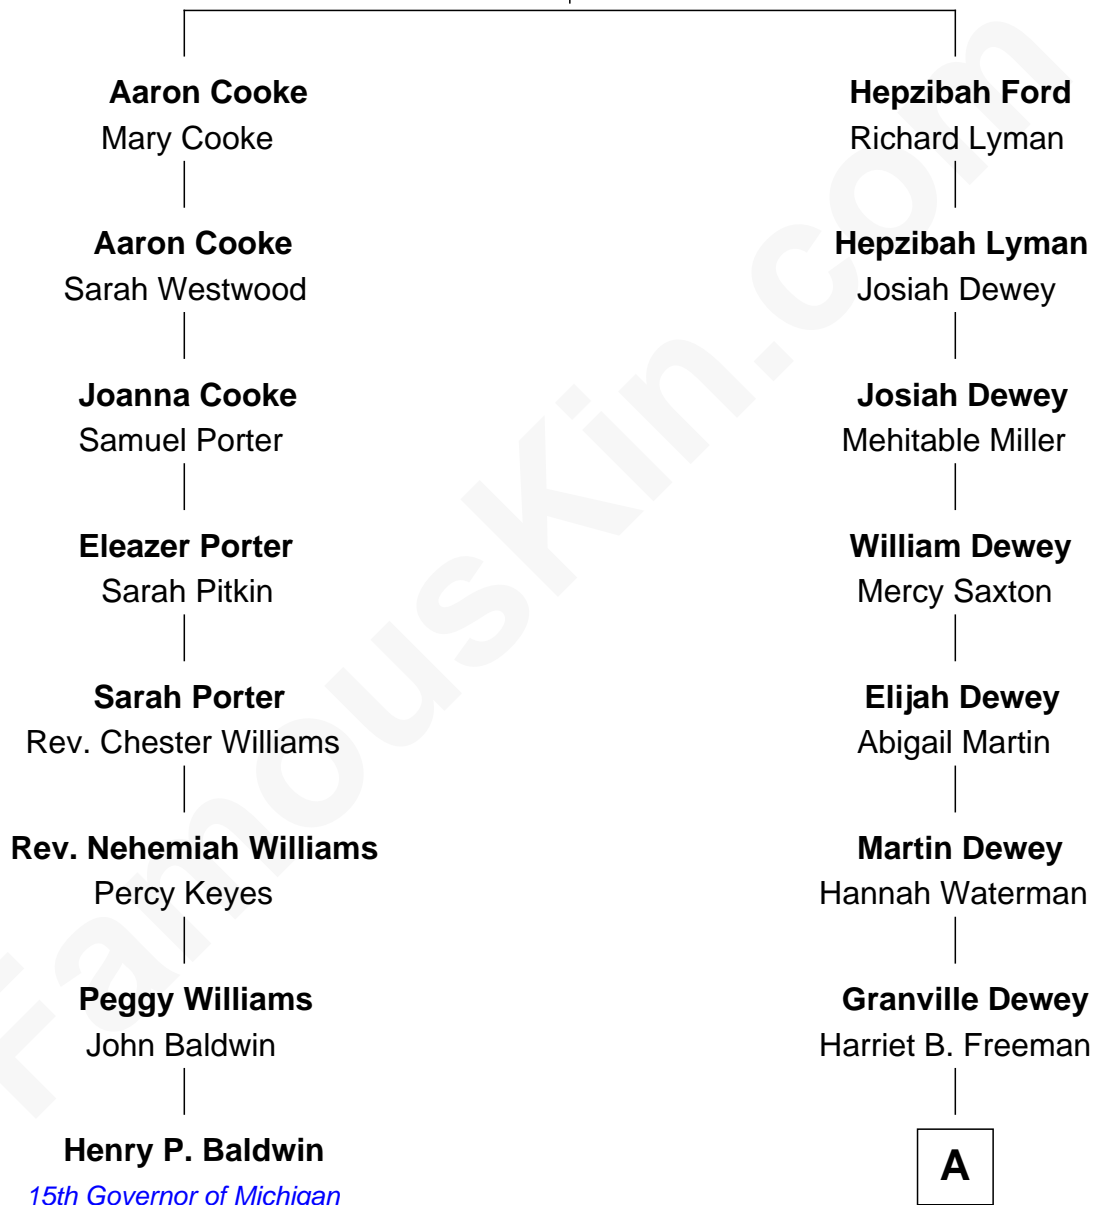 Aaron Cooke
Mary Cooke
Aaron Cooke
Sarah Westwood
Joanna Cooke
Samuel Porter
Eleazer Porter
Sarah Pitkin
Sarah Porter
Rev. Chester Williams
Rev. Nehemiah Williams
Percy Keyes
Peggy Williams
John Baldwin
Henry P. Baldwin
15th Governor of Michigan
Hepzibah Ford
Richard Lyman
Hepzibah Lyman
Josiah Dewey
Josiah Dewey
Mehitable Miller
William Dewey
Mercy Saxton
Elijah Dewey
Abigail Martin
Martin Dewey
Hannah Waterman
Granville Dewey
Harriet B. Freeman
A
FamousKin.com